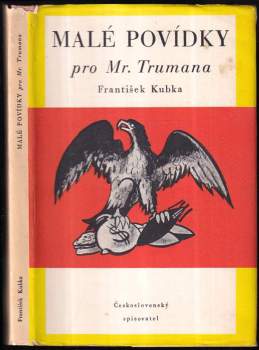 MALÉ POVÍDKY
pro Mr. Trumana
František Kubka
Československý
spisovatel
František Kubka
MALÉ POVÍDKY pro Mr. Trumana